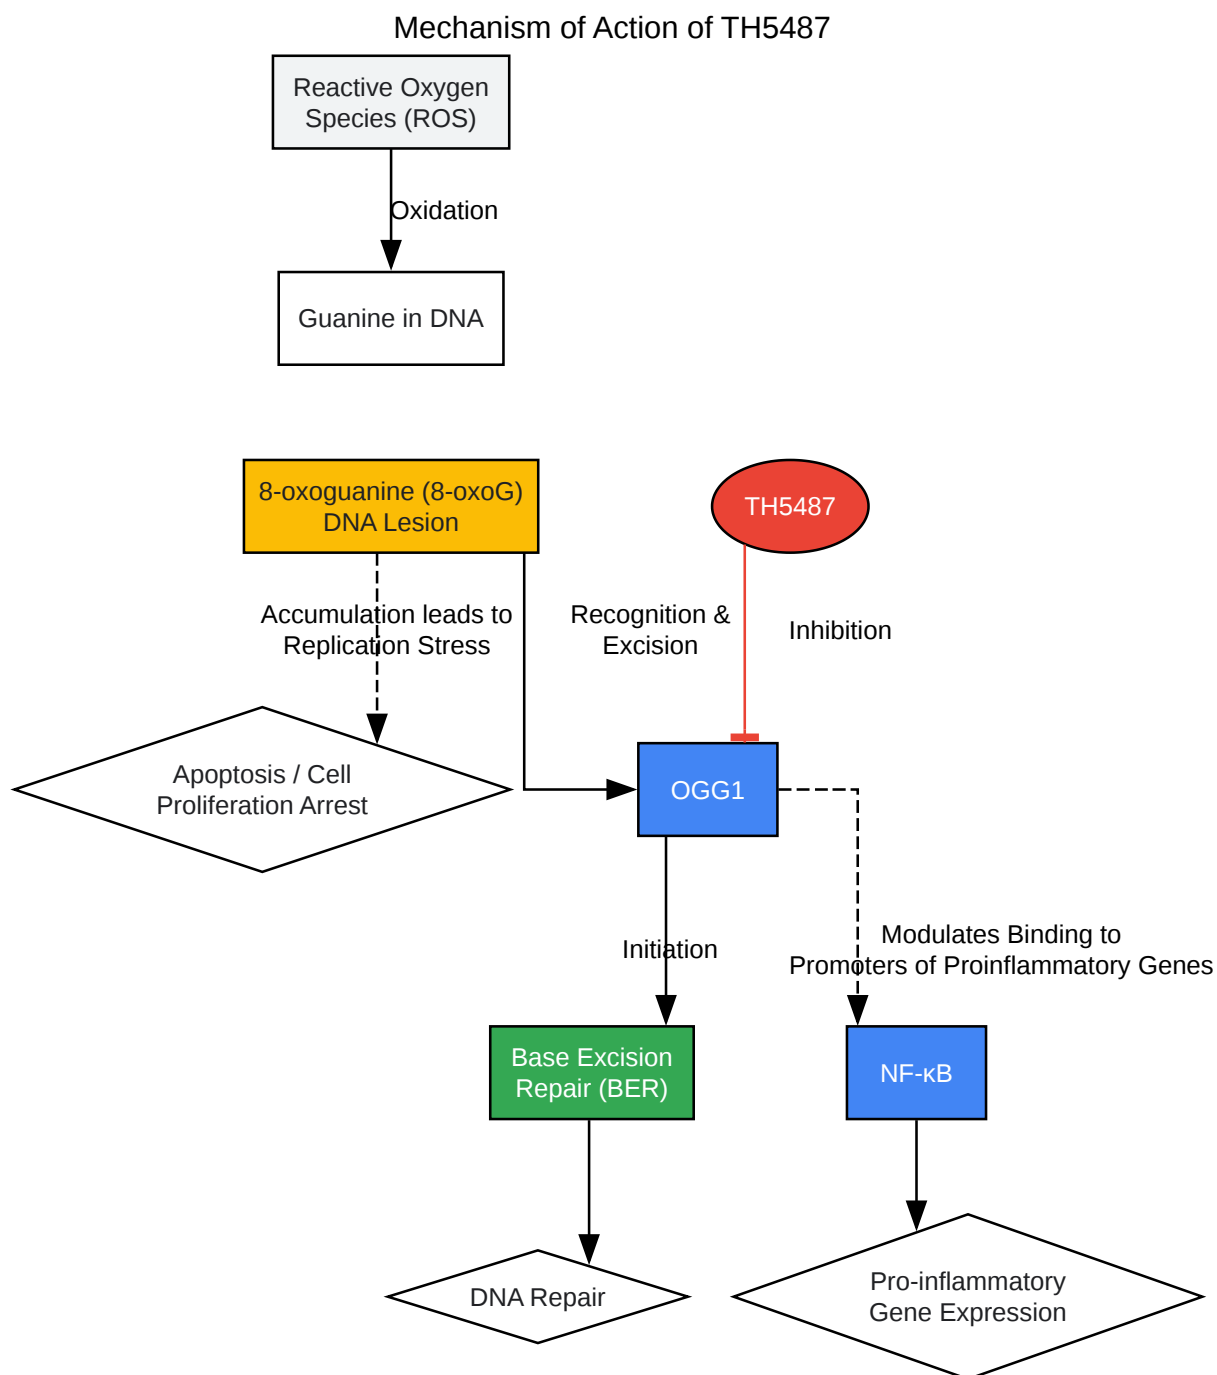 Mechanism of Action of TH5487
Reactive Oxygen
Species (ROS)
Oxidation
Guanine in DNA
8-oxoguanine (8-oxoG)
DNA Lesion
TH5487
Accumulation leads to
Replication Stress
Recognition &
Excision
Inhibition
Apoptosis / Cell
Proliferation Arrest
OGG1
Initiation
Modulates Binding to
Promoters of Proinflammatory Genes
Base Excision
Repair (BER)
NF-κB
DNA Repair
Pro-inflammatory
Gene Expression